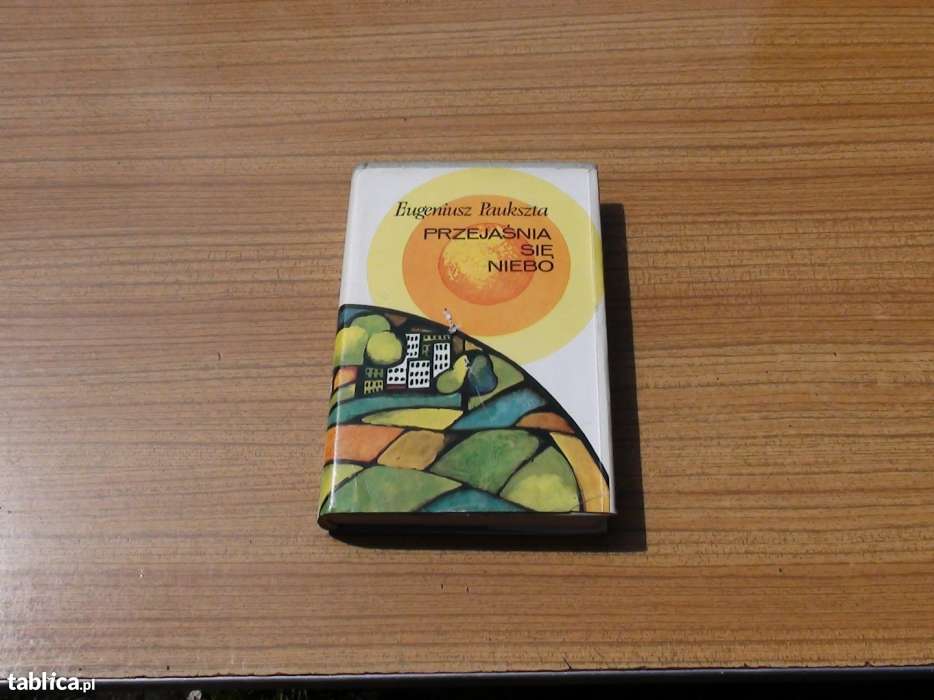 Eugeniusz Paukszta
PRZEJAŚNIA
SIĘ
NIEBO
tablica.pl